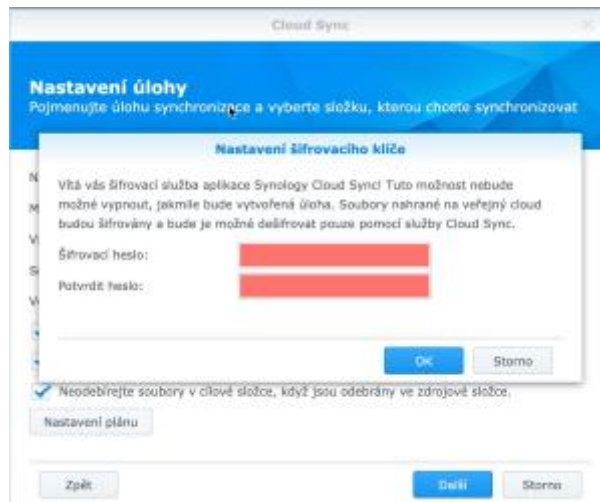 Cloud Sync
Nastavení úlohy
Pojmenujte úlohu synchronizace a vyberte složku, kterou chcete synchronizovat
Nastavení šifrovacího klíče
Vítá vás šifrovací služba aplikace Synology Cloud Sync! Tuto možnost nebude
možné vypnout, jakmile bude vytvořena úloha. Soubory nahrané na veřejný cloud
budou šifrovány a bude je možné dešifrovat pouze pomocí služby Cloud Sync.
Šifrovací heslo:
Potvrdit heslo:
OK Storno
Neodebírejte soubory v cílové složce, když jsou odebrány ve zdrojové složce.
Nastavení plánu
Zpět Další Storno